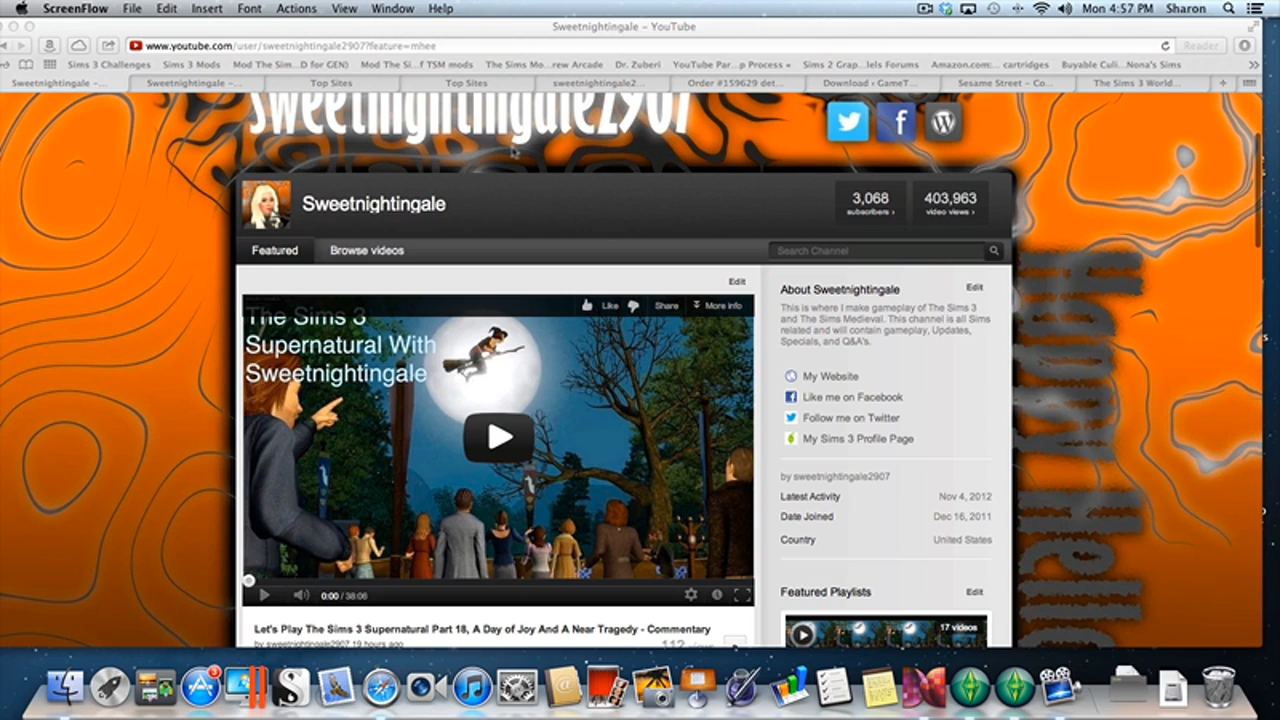 ScreenFlow File Edit Insert Font Actions View Window Help Mon 4:57 PM Sharon
Sweetnightingale – YouTube
www.youtube.com/user/sweetnightingale2907?feature=mhee Reader
Sims 3 Challenges Sims 3 Mods Mod The Sim...D for GEN) Mod The Si...f TSM mods The Sims Mo...rew Arcade Dr. Zuberi YouTube Par...p Process Sims 2 Grap...lels Forums Amazon.com:... cartridges Buyable Culi...Nona's Sims
Sweetnightingale –... Sweetnightingale –... Top Sites Top Sites sweetnightingale2... Order #159629 det... Download ‹ GameT... Sesame Street – Co... The Sims 3 World...
sweetnightingale2907
Sweetnightingale
3,068
subscribers ›
403,963
video views ›
Featured Browse videos Search Channel
Edit
Like Share More info
The Sims 3
Supernatural With
Sweetnightingale
0:00 / 38:06
Let's Play The Sims 3 Supernatural Part 18, A Day of Joy And A Near Tragedy - Commentary
by sweetnightingale2907 19 hours ago 112 views
About Sweetnightingale Edit
This is where I make gameplay of The Sims 3
and The Sims Medieval. This channel is all Sims
related and will contain gameplay, Updates,
Specials, and Q&A's.
My Website
Like me on Facebook
Follow me on Twitter
My Sims 3 Profile Page
by sweetnightingale2907
Latest Activity Nov 4, 2012
Date Joined Dec 16, 2011
Country United States
Featured Playlists Edit
17 videos